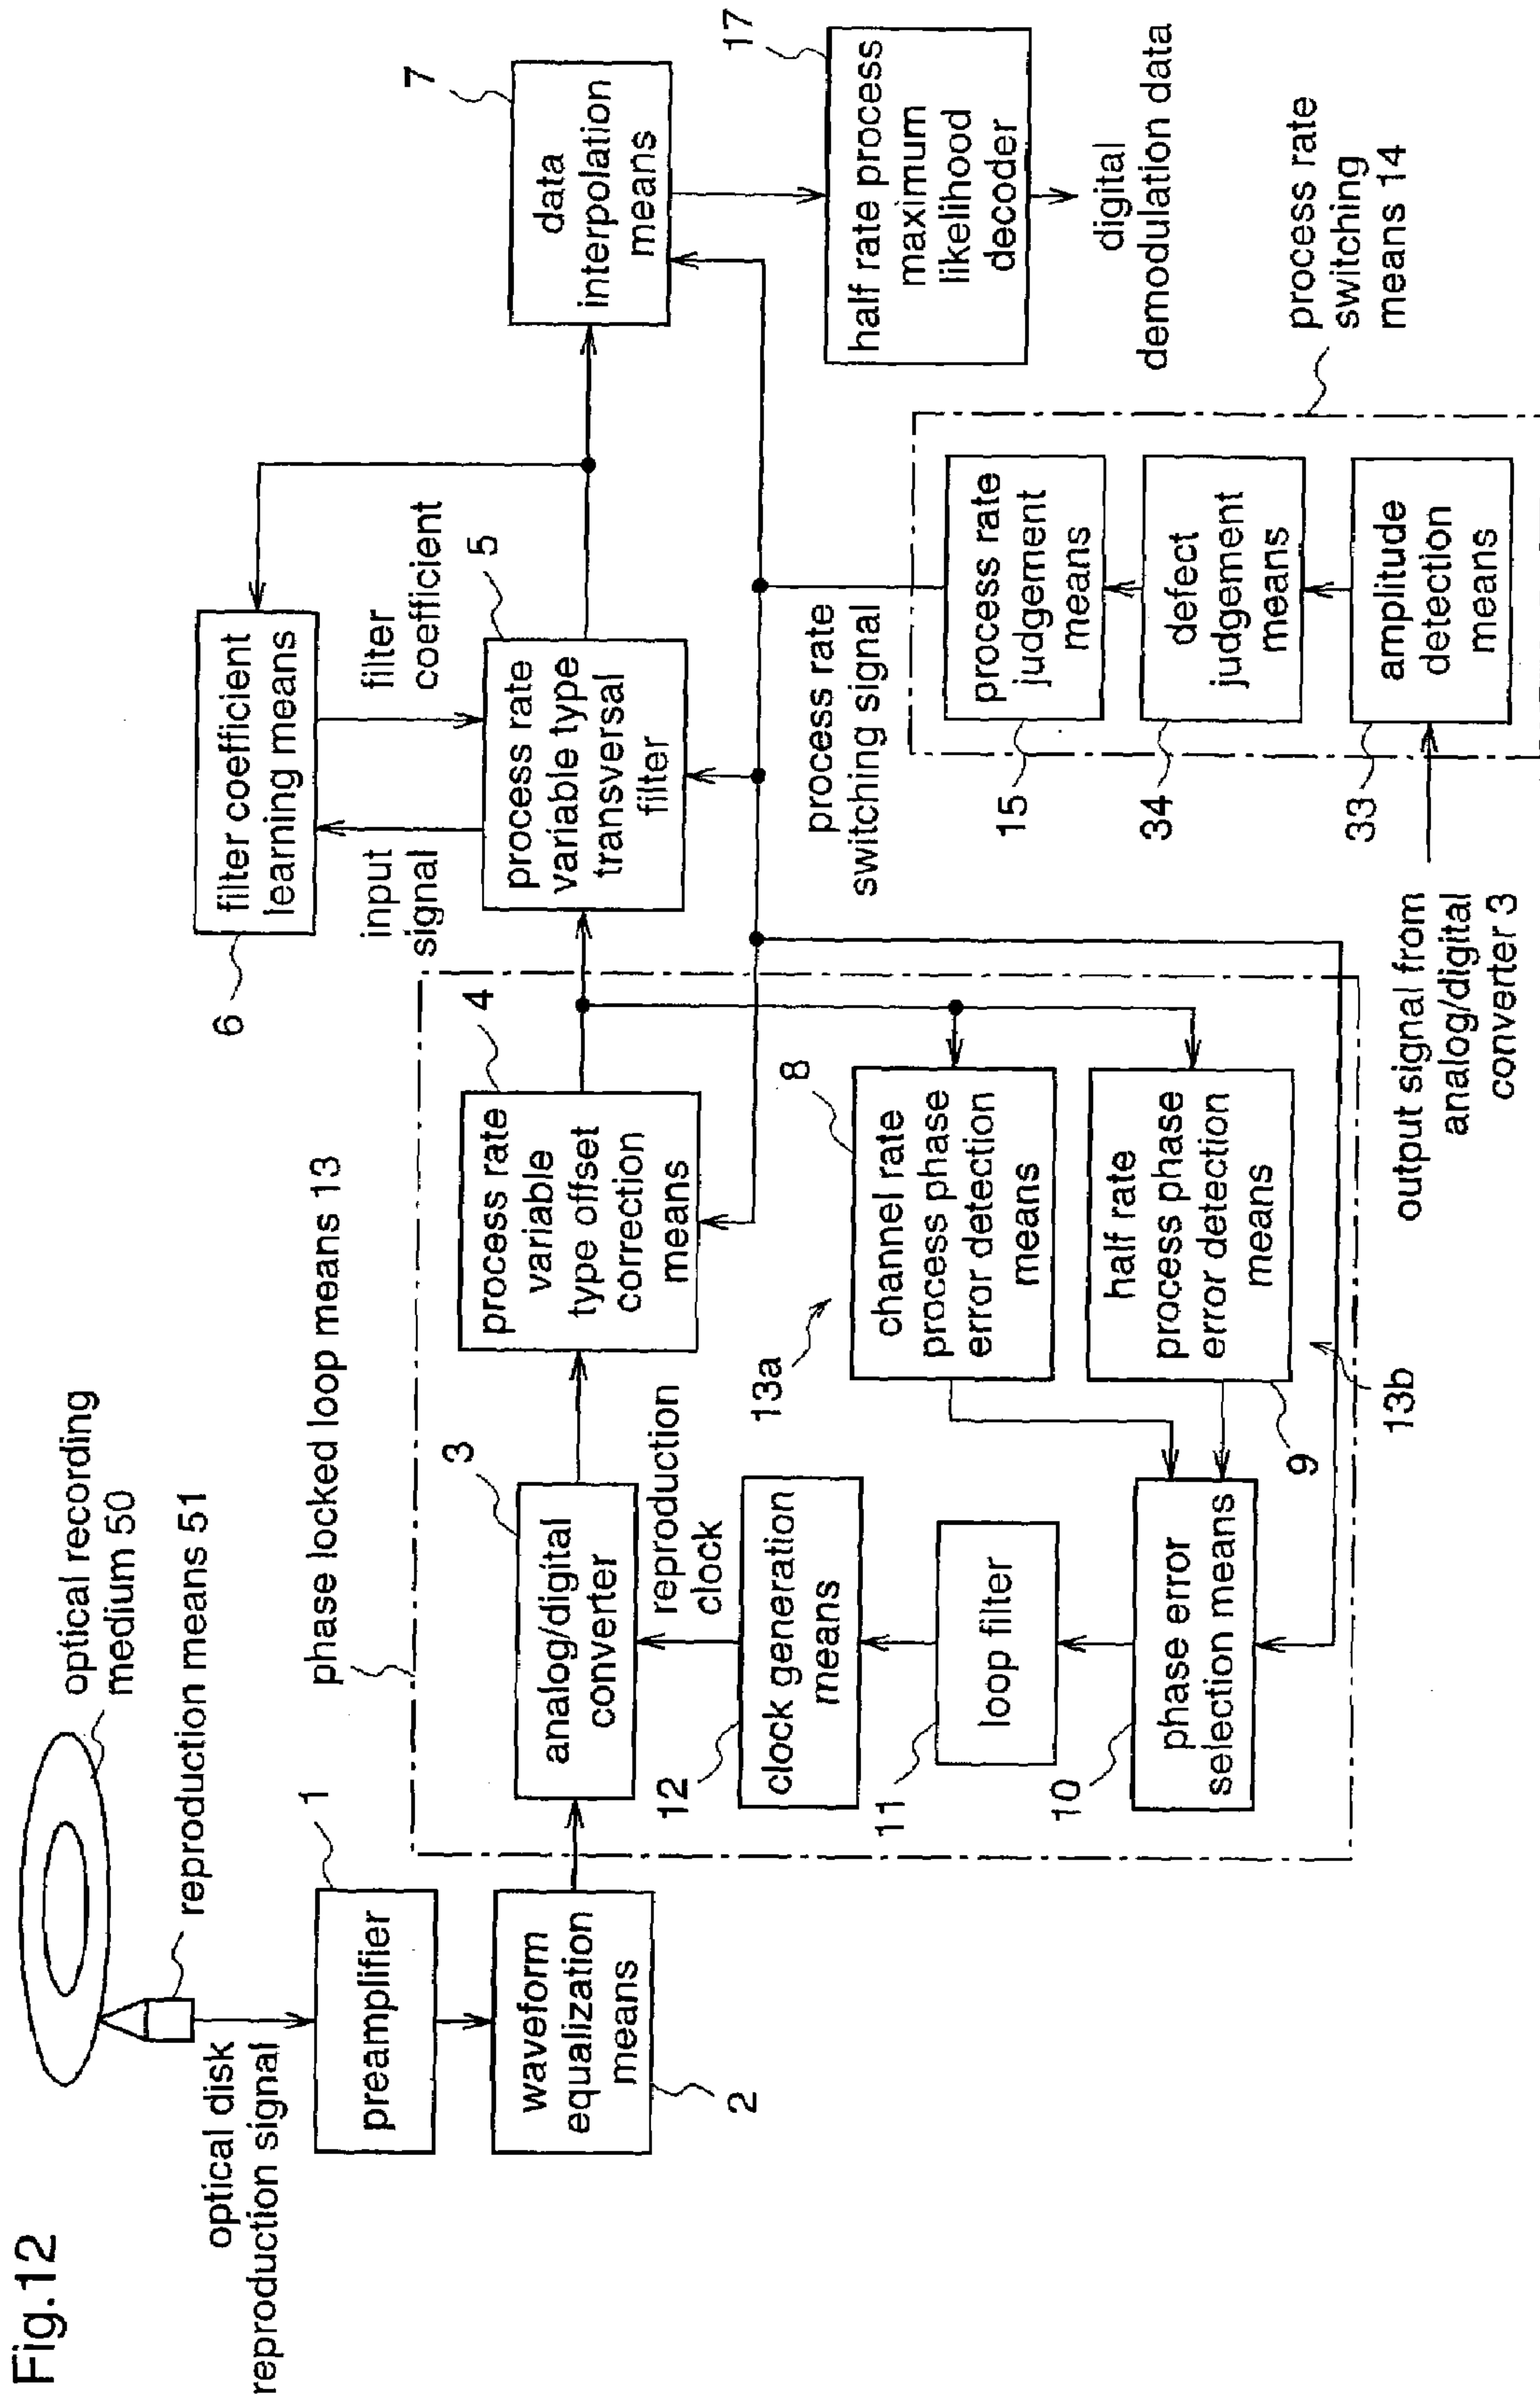 Fig.12
optical recording
medium 50
reproduction means 51
optical disk
reproduction signal
1
preamplifier
waveform
equalization
means
2
phase locked loop means 13
3
analog/digital
converter
reproduction
clock
4
process rate
variable
type offset
correction
means
12
clock generation
means
11
loop filter
10
phase error
selection means
13a
8
channel rate
process phase
error detection
means
half rate
process phase
error detection
means
9
13b
6
filter coefficient
learning means
input
signal
filter
coefficient
5
process rate
variable type
transversal
filter
7
data
interpolation
means
17
half rate process
maximum
likelihood
decoder
digital
demodulation data
process rate
switching signal
process rate
switching
means 14
15
process rate
judgement
means
34
defect
judgement
means
33
amplitude
detection
means
output signal from
analog/digital
converter 3